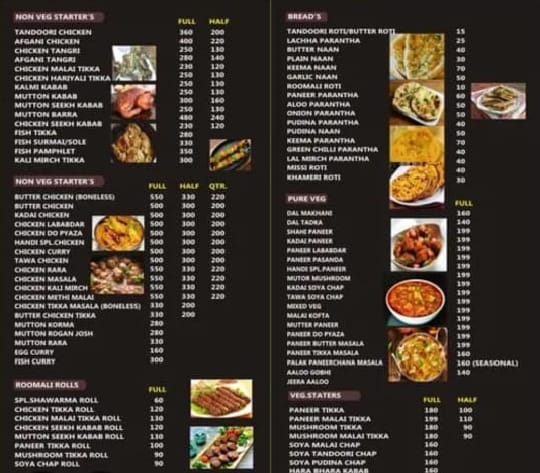 NON VEG STARTER'S
FULL HALF
TANDOORI CHICKEN
AFGANI CHICKEN
CHICKEN TANGRI
AFGANI TANGRI
CHICKEN MALAI TIKKA
CHICKEN HARIYALI TIKKA
KALMI KABAB
MUTTON KABAB
MUTTON SEEKH KABAB
MUTTON BARRA
CHICKEN SEEKH KABAB
FISH TIKKA
FISH SURMAI/SOLE
FISH PAMPHLET
KALI MIRCH TIKKA
360 200
400 220
250 130
280 140
230 120
250 130
250 130
250 130
300 160
250 130
480 240
230 120
280
330
350
300
NON VEG STARTER'S
FULL HALF QTR.
BUTTER CHICKEN (BONELESS) 550 330 220
BUTTER CHICKEN 500 300 200
KADAI CHICKEN 500 300 200
CHICKEN LABABDAR 500 300 200
CHICKEN DO PYAZA 500 300 200
HANDI SPL.CHICKEN 500 300 200
CHICKEN CURRY 500 300 200
TAWA CHICKEN 500 300 200
CHICKEN RARA 550 330 220
CHICKEN MASALA 550 330 220
CHICKEN KALI MIRCH 550 330 220
CHICKEN METHI MALAI 550 330 220
CHICKEN TIKKA MASALA (BONELESS) 330 200
BUTTER CHICKEN TIKKA 330 200
MUTTON KORMA 280
MUTTON ROGAN JOSH 280
MUTTON RARA 330
EGG CURRY 160
FISH CURRY 300
ROOMALI ROLLS
FULL
SPL.SHAWARMA ROLL 60
CHICKEN TIKKA ROLL 120
CHICKEN MALAI TIKKA ROLL 130
CHICKEN SEEKH KABAB ROLL 120
MUTTON SEEKH KABAB ROLL 130
PANEER TIKKA ROLL 100
MUSHROOM TIKKA ROLL 90
SOYA CHAP ROLL 90
BREAD'S
TANDOORI ROTI/BUTTER ROTI 15
LACHHA PARANTHA 25
BUTTER NAAN 40
PLAIN NAAN 30
KEEMA NAAN 70
GARLIC NAAN 50
ROOMALI ROTI 10
PANEER PARANTHA 60
ALOO PARANTHA 50
ONION PARANTHA 50
PUDINA PARANTHA 50
PUDINA NAAN 50
KEEMA PARANTHA 70
GREEN CHILLI PARANTHA 40
LAL MIRCH PARANTHA 40
MISSI ROTI 40
KHAMERI ROTI 30
PURE VEG
FULL
DAL MAKHANI 160
DAL TADKA 140
SHAHI PANEER 199
KADAI PANEER 199
PANEER LABABDAR 199
PANEER PASANDA 199
HANDI SPL.PANEER 199
MUTOR MUSHROOM 199
KADAI SOYA CHAP 199
TAWA SOYA CHAP 199
MIXED VEG 160
MALAI KOFTA 199
MUTTER PANEER 199
PANEER DO PYAZA 199
PANEER BUTTER MASALA 199
PANEER TIKKA MASALA 160
PALAK PANEERCHANA MASALA 160 (SEASIONAL)
AALOO GOBHI 140
JEERA AALOO
VEG.STATERS
FULL HALF
PANEER TIKKA 180 100
PANEER MALAI TIKKA 199 110
MUSHROOM TIKKA 180 90
MUSHROOM MALAI TIKKA 180 90
SOYA MALAI CHAP 160
SOYA TANDOORI CHAP 160
SOYA PUDINA CHAP 160
HARA BHARA KABAB 160